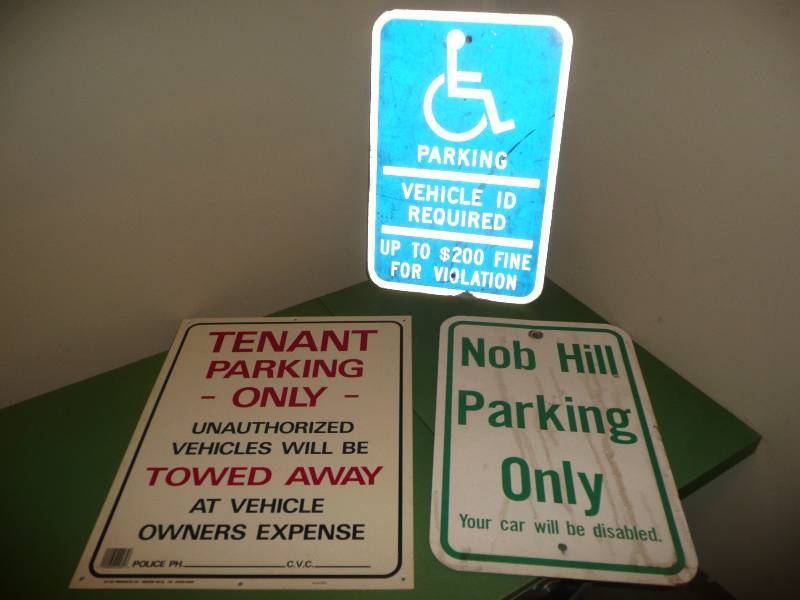 PARKING
VEHICLE ID
REQUIRED
UP TO $200 FINE
FOR VIOLATION
TENANT
PARKING
- ONLY -
UNAUTHORIZED
VEHICLES WILL BE
TOWED AWAY
AT VEHICLE
OWNERS EXPENSE
POLICE PH. C.V.C.
Nob Hill
Parking
Only
Your car will be disabled.